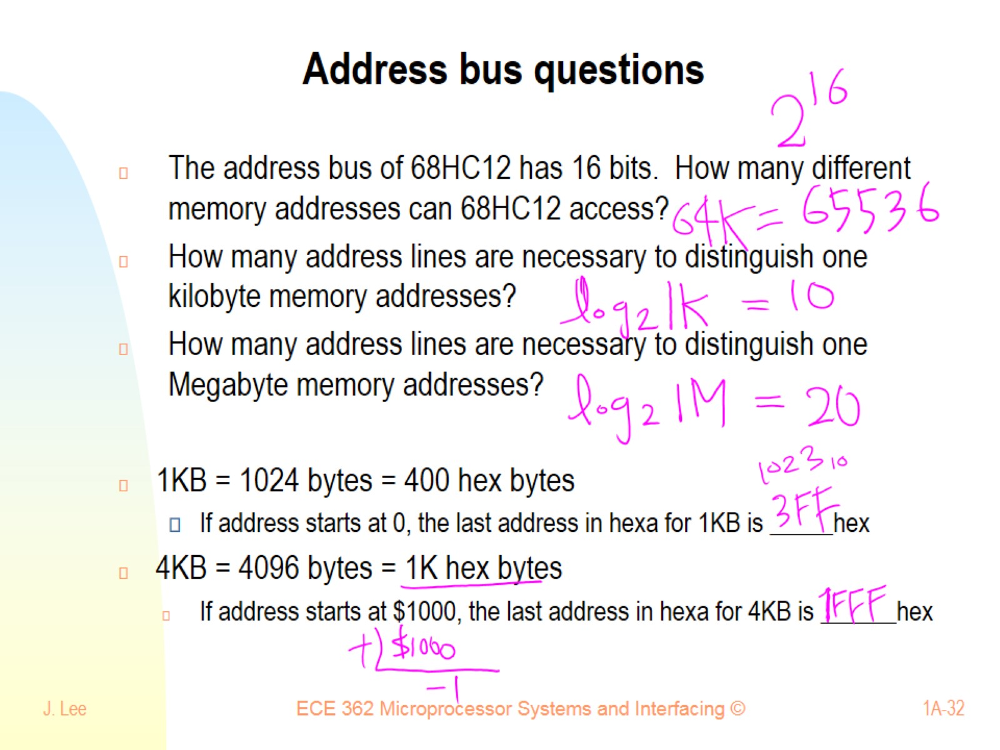 Address bus questions
2^16
The address bus of 68HC12 has 16 bits. How many different
memory addresses can 68HC12 access? 64K = 65536
How many address lines are necessary to distinguish one
kilobyte memory addresses? log₂ 1K = 10
How many address lines are necessary to distinguish one
Megabyte memory addresses? log₂ 1M = 20
1023₁₀
1KB = 1024 bytes = 400 hex bytes
If address starts at 0, the last address in hexa for 1KB is 3FF hex
4KB = 4096 bytes = 1K hex bytes
If address starts at $1000, the last address in hexa for 4KB is 1FFF hex
+) $1000
-1
J. Lee ECE 362 Microprocessor Systems and Interfacing © 1A-32